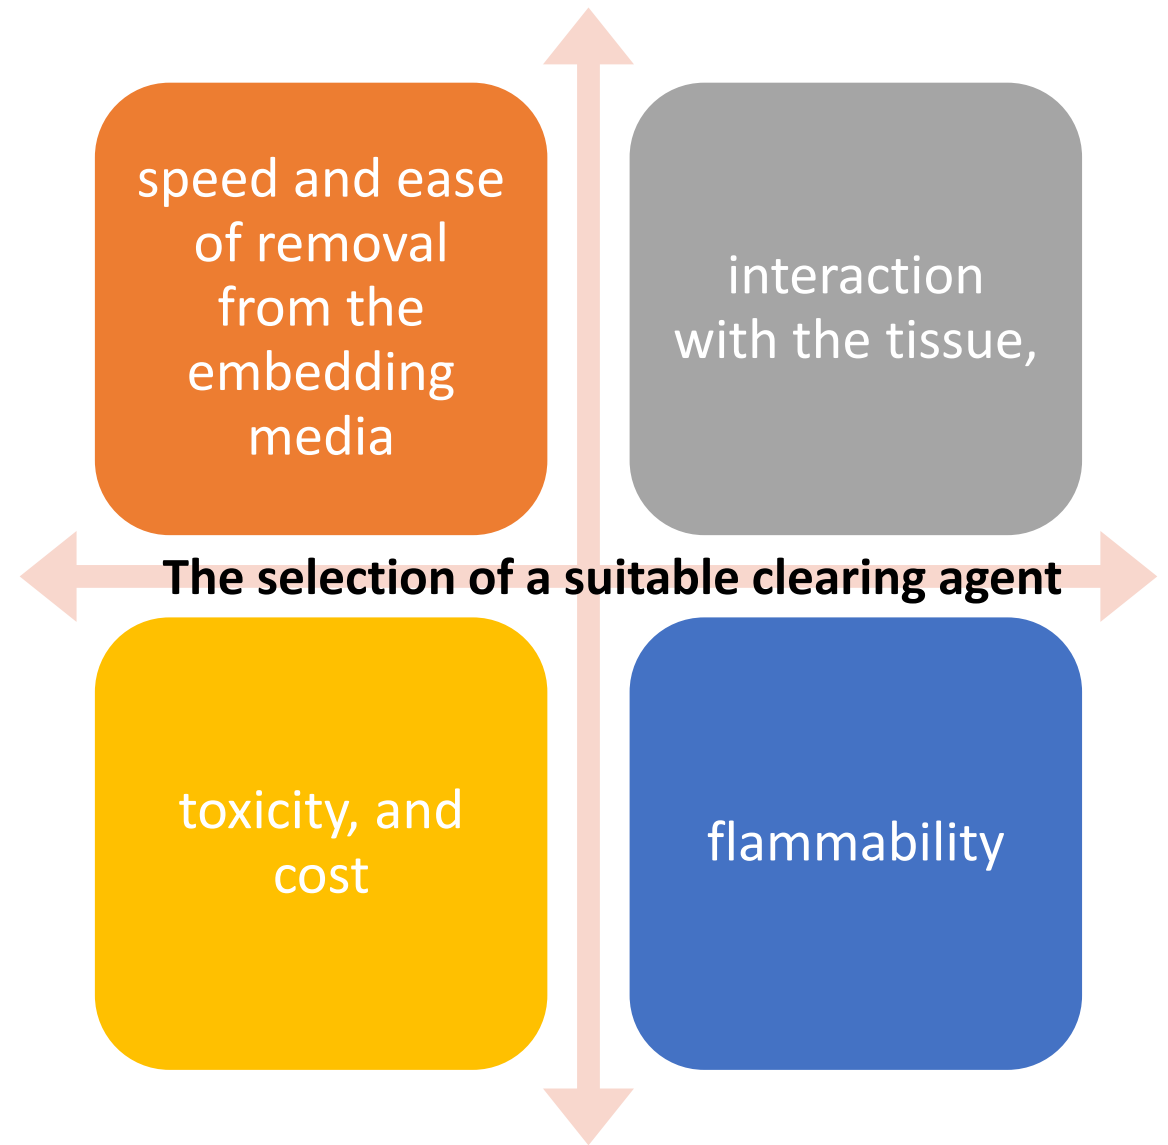 speed and ease
of removal
from the
embedding
media
interaction
with the tissue,
The selection of a suitable clearing agent
toxicity, and
cost
flammability